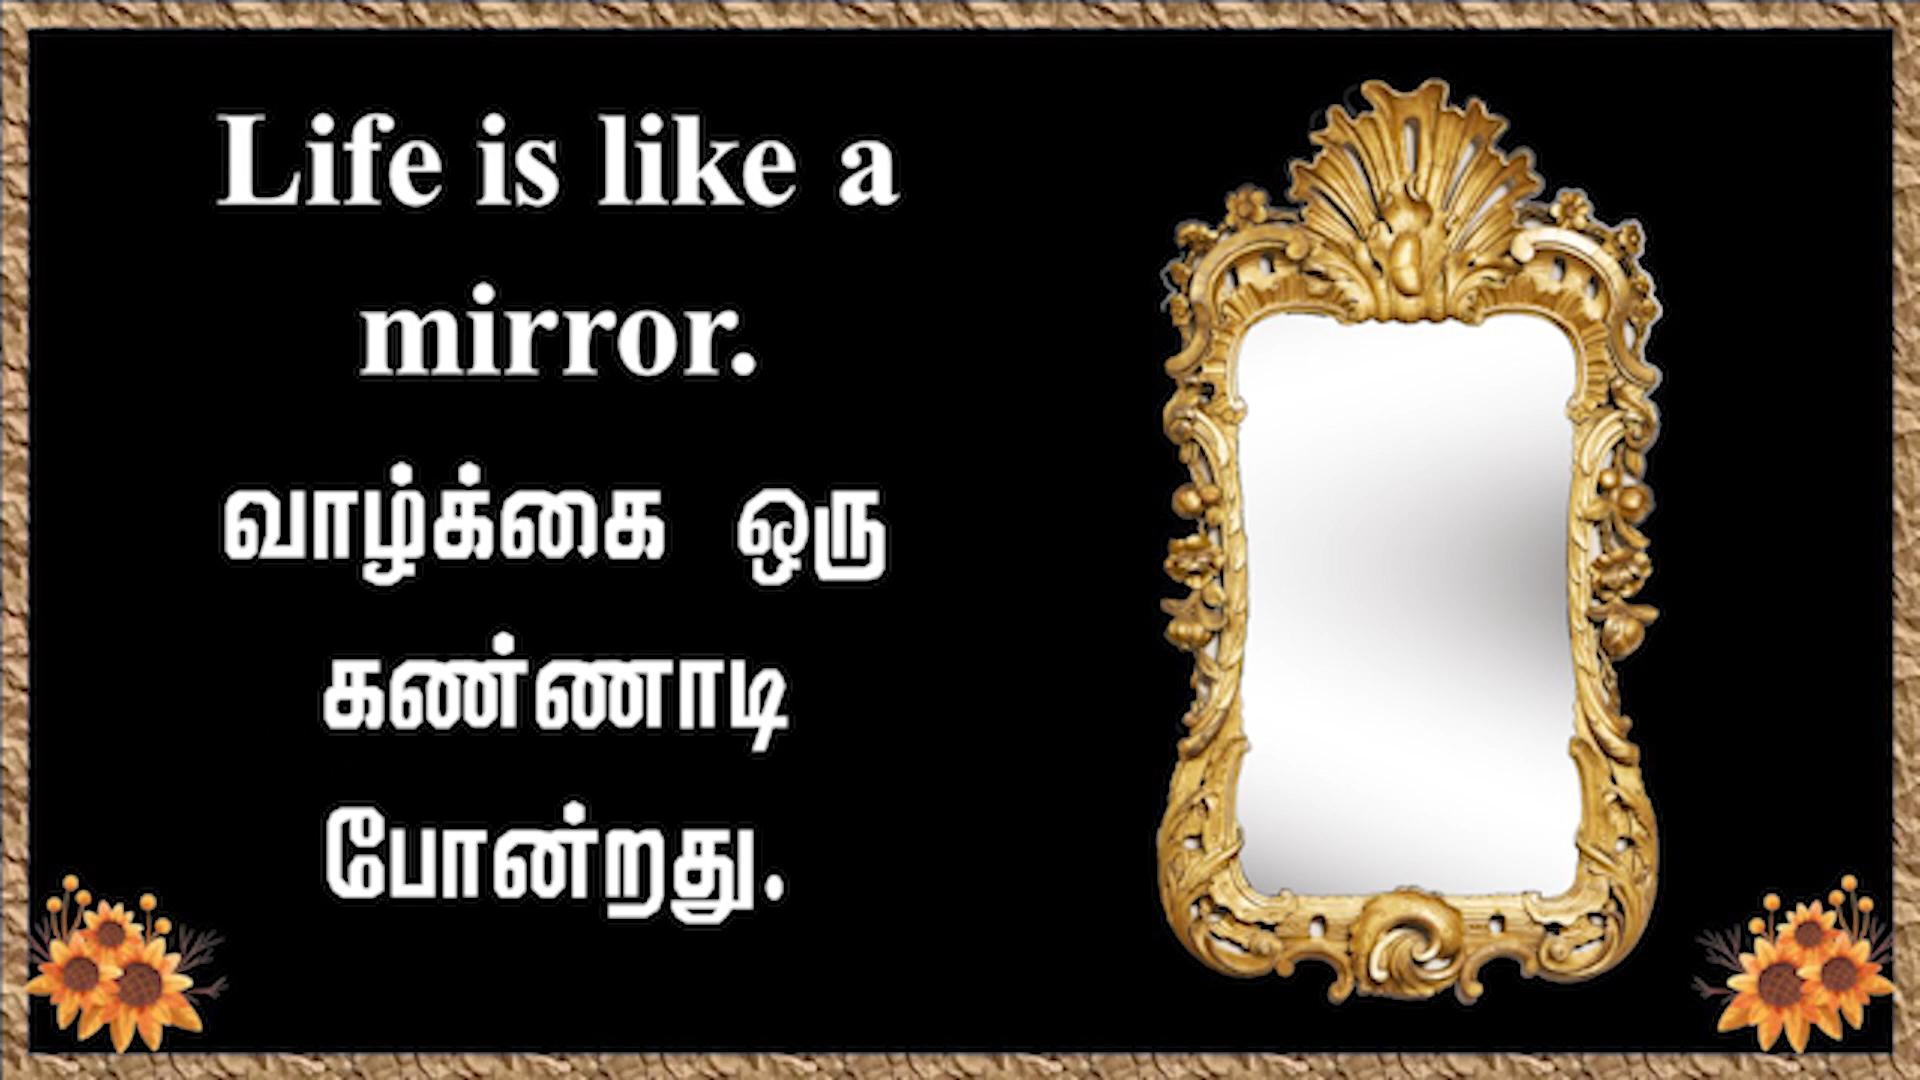 Life is like a
mirror.
வாழ்க்கை ஒரு
கண்ணாடி
போன்றது.